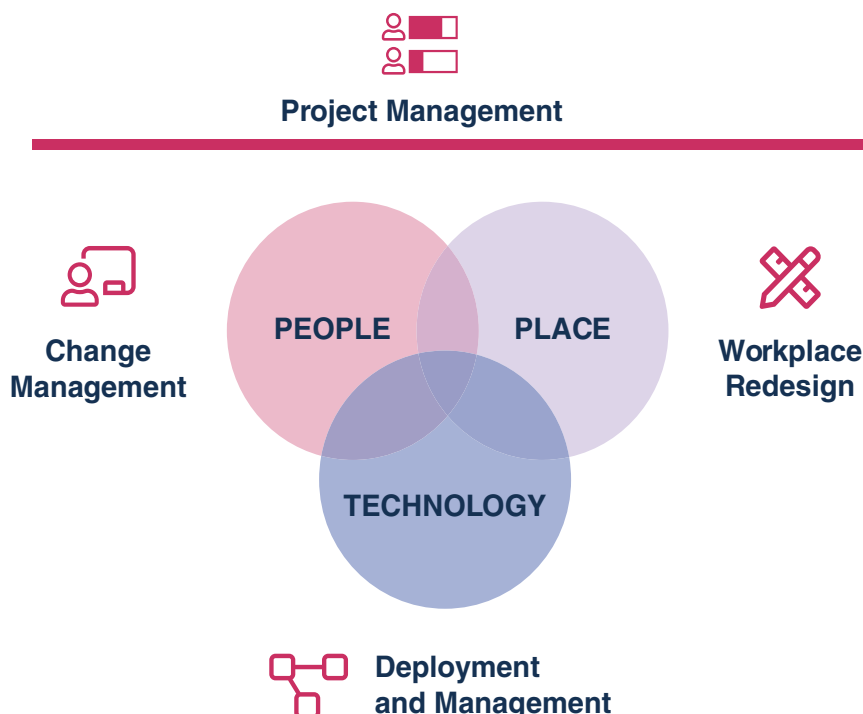 Project Management
PEOPLE
PLACE
Change
Management
Workplace
Redesign
TECHNOLOGY
Deployment
and Management